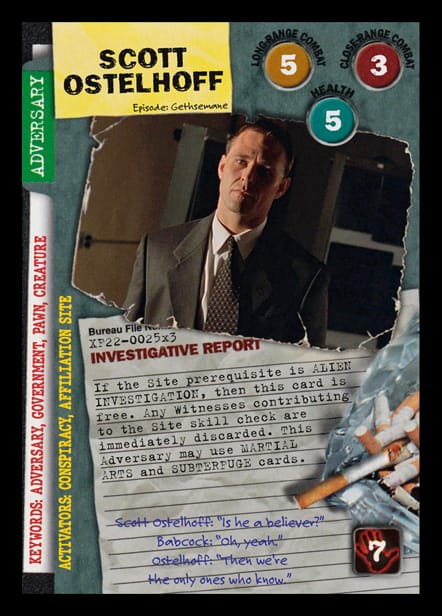 SCOTT
OSTELHOFF
Episode: Gethsemane
LONG-RANGE COMBAT
5
CLOSE-RANGE COMBAT
3
HEALTH
5
ADVERSARY
KEYWORDS: ADVERSARY, GOVERNMENT, PAWN, CREATURE
ACTIVATORS: CONSPIRACY, AFFILIATION SITE
Bureau File
XF22-0025x3
INVESTIGATIVE REPORT
If the Site prerequisite is ALIEN
INVESTIGATION, then this card is
free. Any Witnesses contributing
to the Site skill check are
immediately discarded. This
Adversary may use MARTIAL
ARTS and SUBTERFUGE cards.
Scott Ostelhoff: "Is he a believer?"
Babcock: "Oh, yeah."
Ostelhoff: "Then we're
the only ones who know."
7